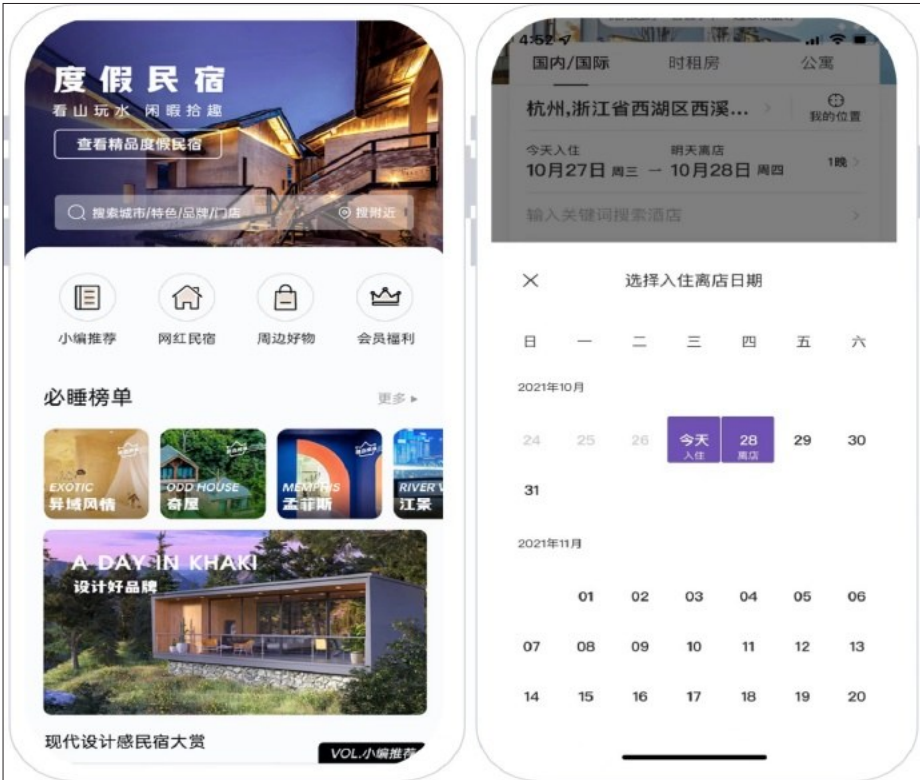 度假民宿
看山玩水 闲暇拾趣
查看精品度假民宿
搜索城市/特色/品牌/门店
搜附近
小编推荐
网红民宿
周边好物
会员福利
必睡榜单
更多
EXOTIC
异域风情
ODD HOUSE
奇屋
MEMPHIS
孟菲斯
RIVER V
江景
A DAY IN KHAKI
设计好品牌
现代设计感民宿大赏
VOL.小编推荐
4:52
国内/国际
时租房
公寓
杭州,浙江省西湖区西溪...
我的位置
今天入住
明天离店
10月27日 周三 — 10月28日 周四
1晚
输入关键词搜索酒店
选择入住离店日期
日 一 二 三 四 五 六
2021年10月
24 25 26 今天 28 29 30
入住 离店
31
2021年11月
01 02 03 04 05 06
07 08 09 10 11 12 13
14 15 16 17 18 19 20